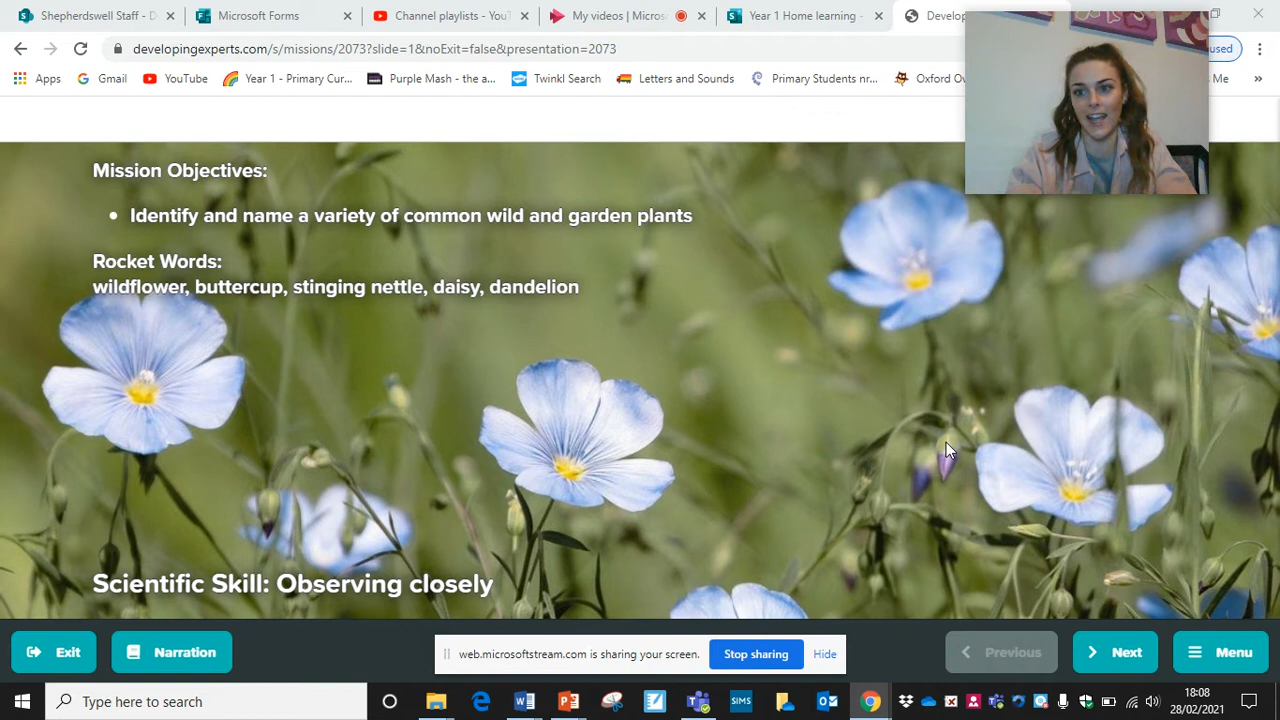 Shepherdswell Staff -
Microsoft Forms
Channel playlists - YouT
My videos | Micros
Year 1 Home learning -
Develop
developingexperts.com/s/missions/2073?slide=1&noExit=false&presentation=2073
used
Apps
Gmail
YouTube
Year 1 - Primary Cur...
Purple Mash - the a...
Twinkl Search
Letters and Sounds
Primary Students nr...
Oxford Ow
Me
»
Mission Objectives:
• Identify and name a variety of common wild and garden plants
Rocket Words:
wildflower, buttercup, stinging nettle, daisy, dandelion
Scientific Skill: Observing closely
Exit
Narration
web.microsoftstream.com is sharing your screen.
Stop sharing
Hide
Previous
Next
Menu
Type here to search
SIMS
18:08
28/02/2021